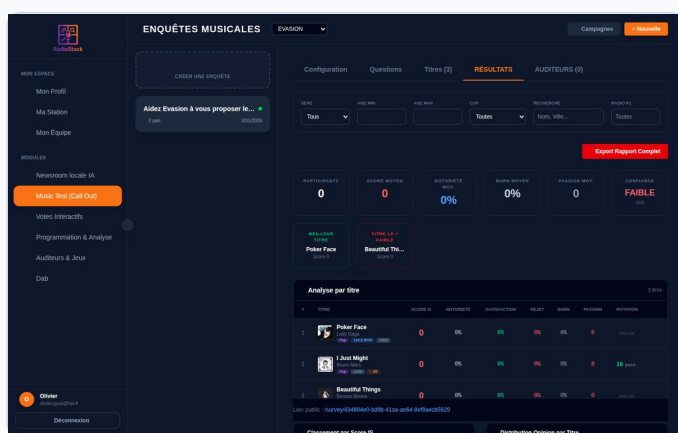 RadioStack
ENQUÊTES MUSICALES
EVASION
Campagnes
+ Nouvelle
MON ESPACE
Mon Profil
Ma Station
Mon Équipe
MODULES
Newsroom locale IA
Music Test (Call Out)
Votes Interactifs
Programmation & Analyse
Auditeurs & Jeux
Dab
Olivier
Déconnexion
CRÉER UNE ENQUÊTE
Aidez Evasion à vous proposer le...
0 part.
Configuration
Questions
Titres (3)
RÉSULTATS
AUDITEURS (0)
SEXE
AGE MIN
AGE MAX
CSP
RECHERCHE
RADIO P1
Tous
Toutes
Nom, Ville...
Toutes
Export Rapport Complet
PARTICIPANTS
0
SCORE MOYEN
0
NOTORIÉTÉ MOY.
0%
BURN MOYEN
0%
PASSION MOY.
0
CONFIANCE
FAIBLE
n=0
MEILLEUR TITRE
Poker Face
Score 0
TITRE LE + FAIBLE
Beautiful Thi...
Score 0
Analyse par titre
3 titres
# TITRE SCORE IS NOTORIÉTÉ SATISFACTION REJET BURN PASSION ROTATION
1 Poker Face 0 0% 0% 0% 0% 0
Lady Gaga
Pop
2 I Just Might 0 0% 0% 0% 0% 0 16 pass.
Bruno Mars
Pop
3 Beautiful Things 0 0% 0% 0% 0% 0
Benson Boone
Lien public : /survey/634894e0-bd9b-41aa-ae64-8ef9aecb5629
Classement par Score IS
Distribution Opinion par Titre